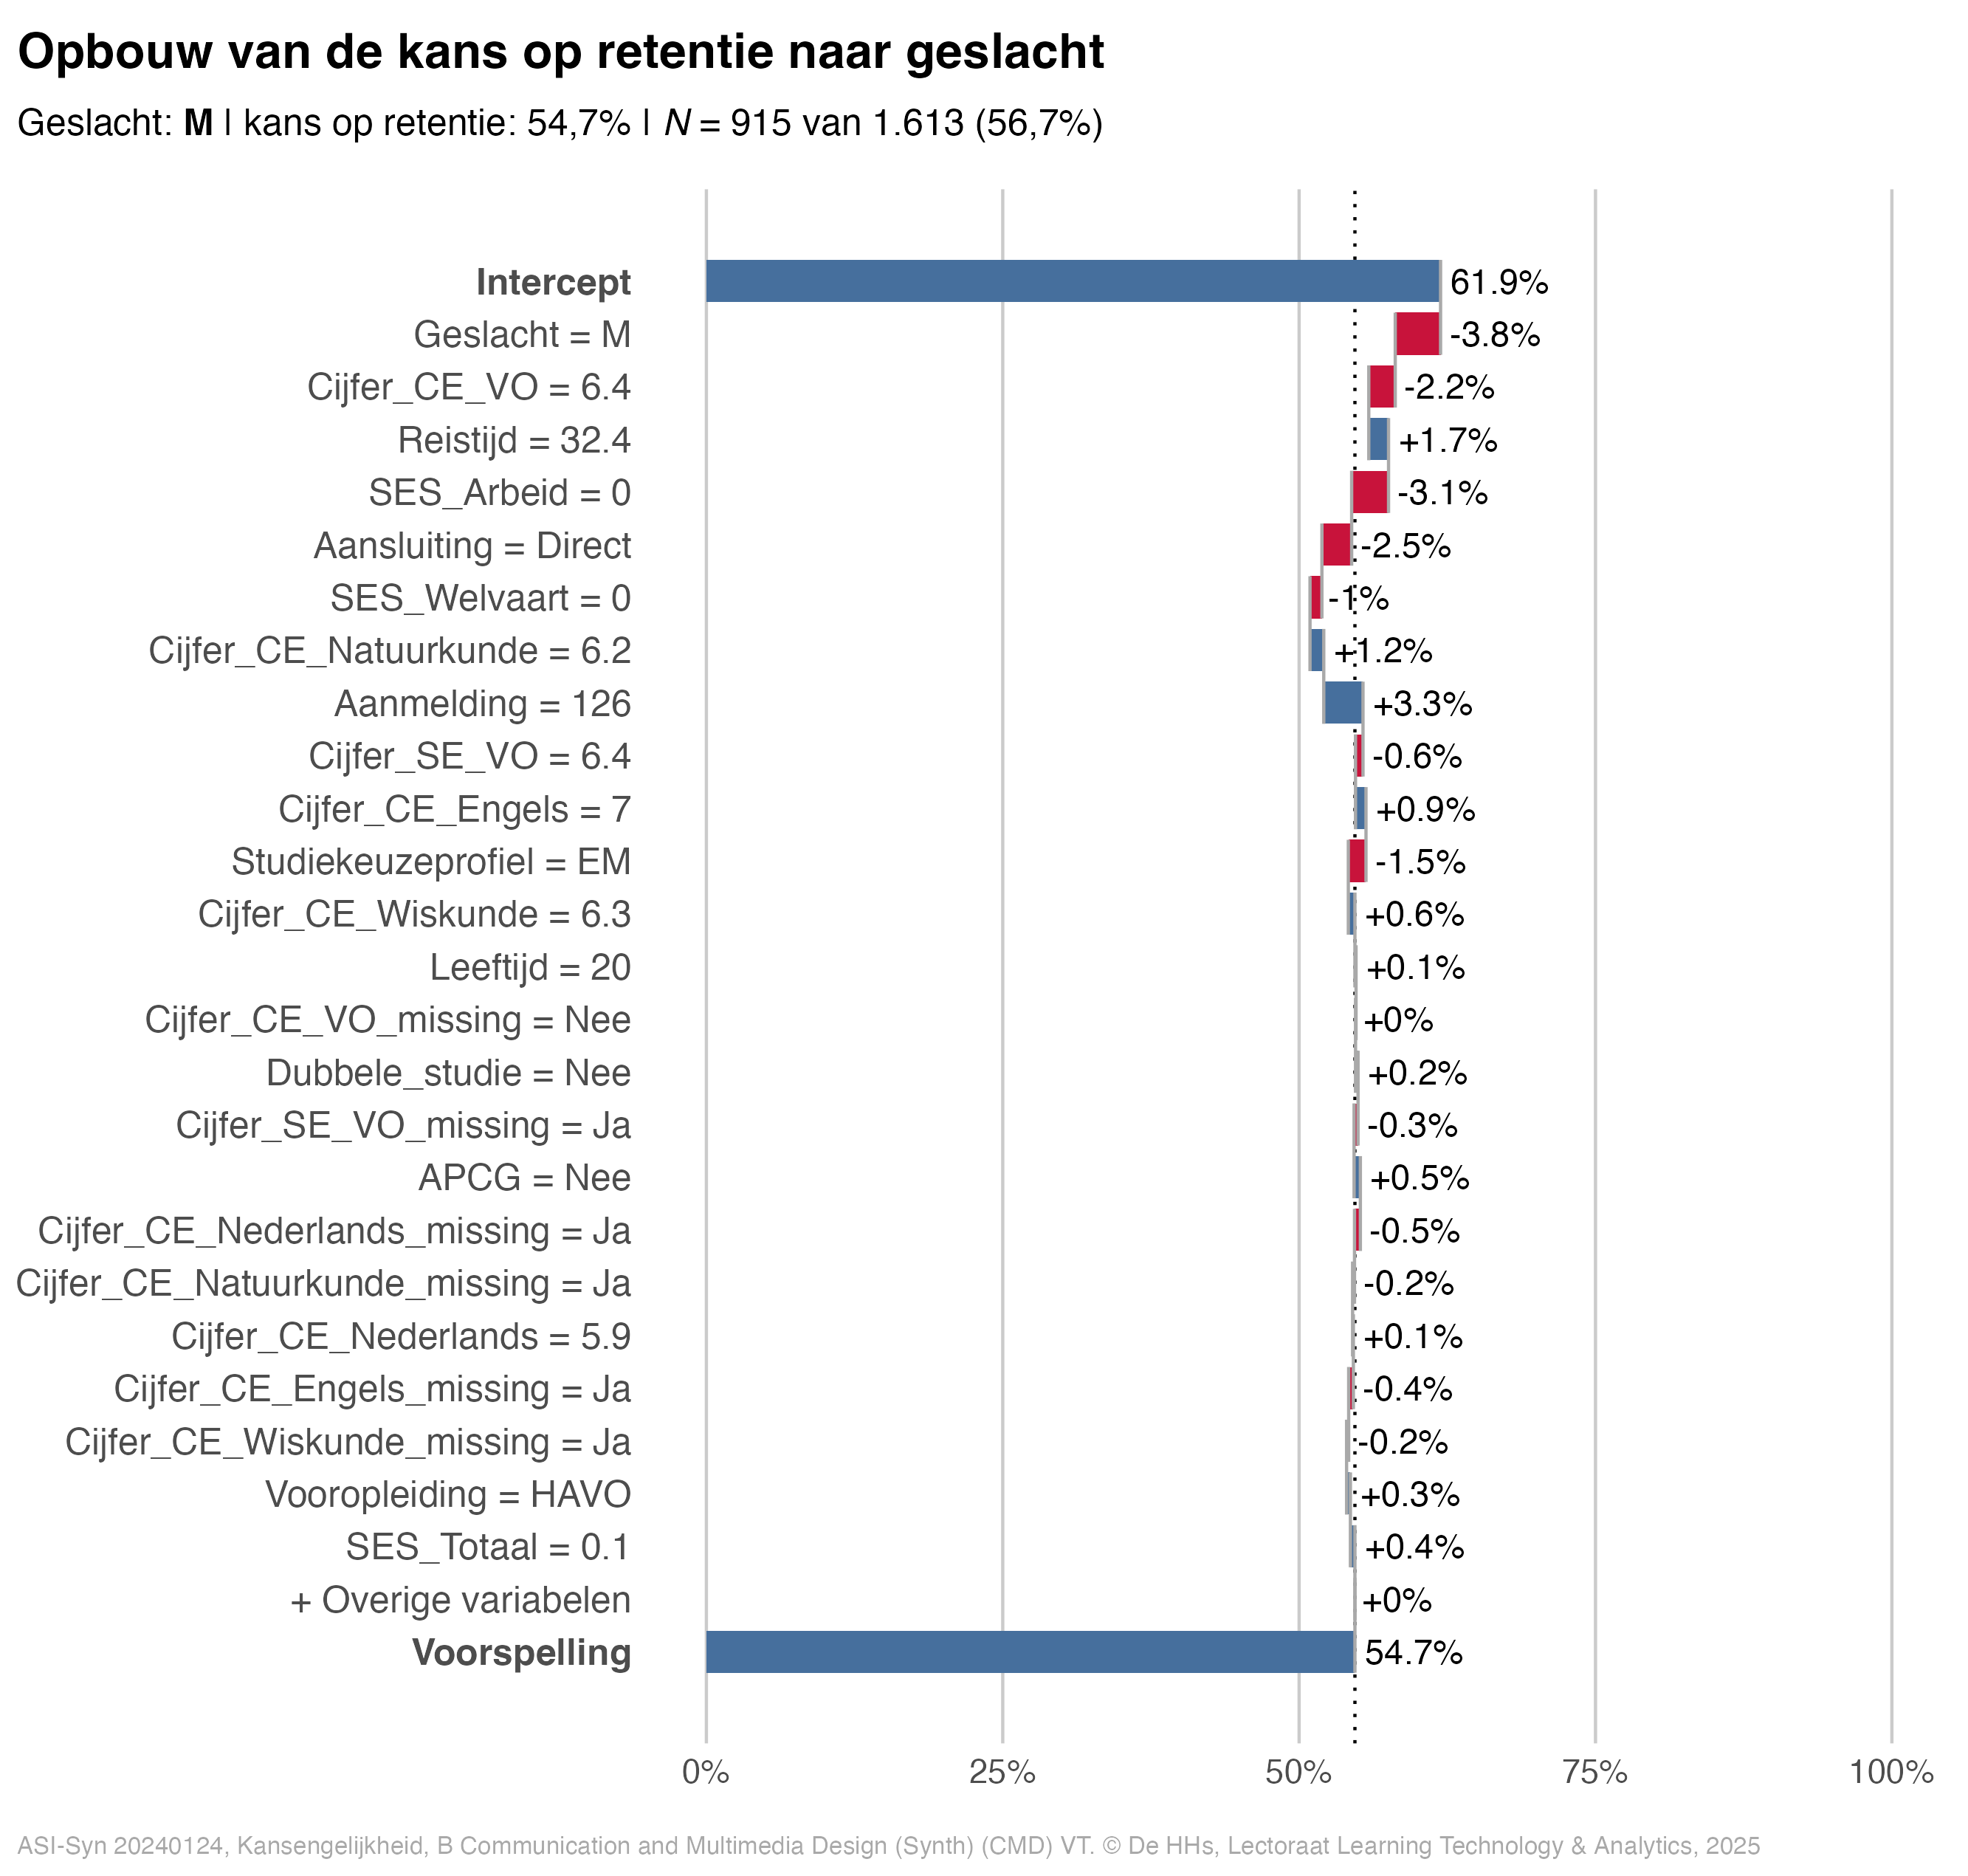 Opbouw van de kans op retentie naar geslacht
Geslacht: M | kans op retentie: 54,7% | N = 915 van 1.613 (56,7%)
Intercept 61.9%
Geslacht = M -3.8%
Cijfer_CE_VO = 6.4 -2.2%
Reistijd = 32.4 +1.7%
SES_Arbeid = 0 -3.1%
Aansluiting = Direct -2.5%
SES_Welvaart = 0 -1%
Cijfer_CE_Natuurkunde = 6.2 +1.2%
Aanmelding = 126 +3.3%
Cijfer_SE_VO = 6.4 -0.6%
Cijfer_CE_Engels = 7 +0.9%
Studiekeuzeprofiel = EM -1.5%
Cijfer_CE_Wiskunde = 6.3 +0.6%
Leeftijd = 20 +0.1%
Cijfer_CE_VO_missing = Nee +0%
Dubbele_studie = Nee +0.2%
Cijfer_SE_VO_missing = Ja -0.3%
APCG = Nee +0.5%
Cijfer_CE_Nederlands_missing = Ja -0.5%
Cijfer_CE_Natuurkunde_missing = Ja -0.2%
Cijfer_CE_Nederlands = 5.9 +0.1%
Cijfer_CE_Engels_missing = Ja -0.4%
Cijfer_CE_Wiskunde_missing = Ja -0.2%
Vooropleiding = HAVO +0.3%
SES_Totaal = 0.1 +0.4%
+ Overige variabelen +0%
Voorspelling 54.7%
0% 25% 50% 75% 100%
ASI-Syn 20240124, Kansengelijkheid, B Communication and Multimedia Design (Synth) (CMD) VT. © De HHs, Lectoraat Learning Technology & Analytics, 2025